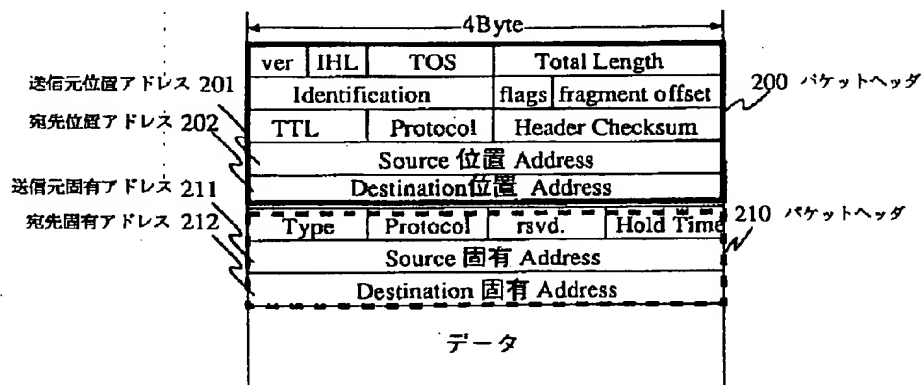 4Byte
ver IHL TOS Total Length
送信元位置アドレス 201
Identification flags fragment offset
200 パケットヘッダ
宛先位置アドレス 202
TTL Protocol Header Checksum
Source 位置 Address
送信元固有アドレス 211
Destination位置 Address
宛先固有アドレス 212
Type Protocol rsvd. Hold Time
210 パケットヘッダ
Source 固有 Address
Destination 固有 Address
データ